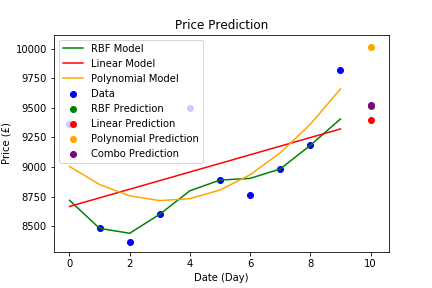 Price Prediction
10000
9750
9500
9250
9000
8750
8500
Price (£)
RBF Model
Linear Model
Polynomial Model
Data
RBF Prediction
Linear Prediction
Polynomial Prediction
Combo Prediction
0 2 4 6 8 10
Date (Day)